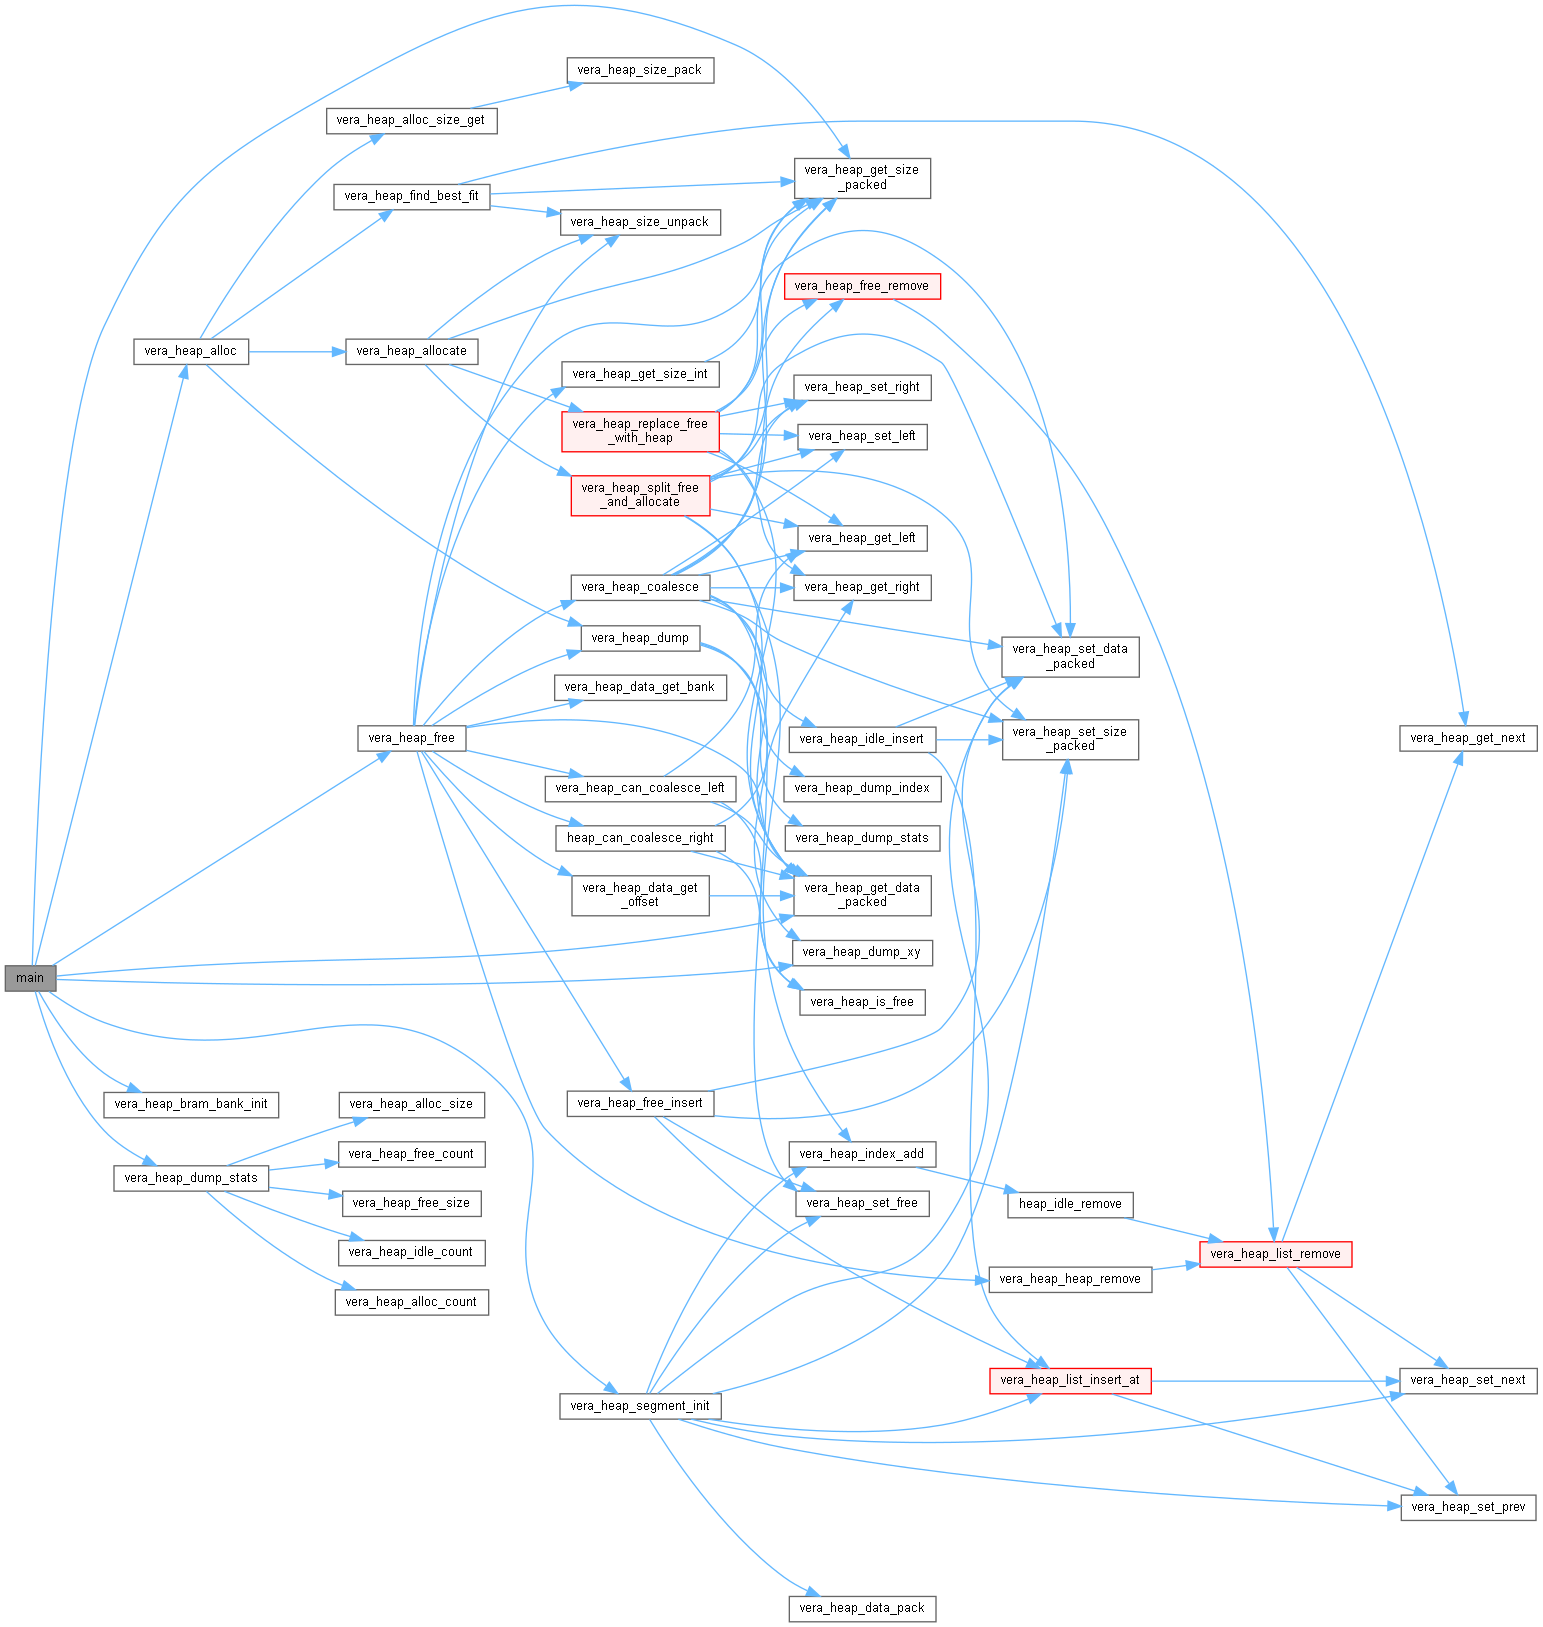 vera_heap_size_pack
vera_heap_alloc_size_get
vera_heap_get_size
_packed
vera_heap_find_best_fit
vera_heap_size_unpack
vera_heap_free_remove
vera_heap_alloc
vera_heap_allocate
vera_heap_get_size_int
vera_heap_set_right
vera_heap_replace_free
_with_heap
vera_heap_set_left
vera_heap_split_free
_and_allocate
vera_heap_get_left
vera_heap_coalesce
vera_heap_get_right
vera_heap_dump
vera_heap_set_data
_packed
vera_heap_data_get_bank
vera_heap_free
vera_heap_idle_insert
vera_heap_set_size
_packed
vera_heap_get_next
vera_heap_can_coalesce_left
vera_heap_dump_index
heap_can_coalesce_right
vera_heap_dump_stats
vera_heap_data_get
_offset
vera_heap_get_data
_packed
vera_heap_dump_xy
main
vera_heap_is_free
vera_heap_bram_bank_init
vera_heap_alloc_size
vera_heap_free_insert
vera_heap_free_count
vera_heap_index_add
vera_heap_dump_stats
vera_heap_free_size
vera_heap_set_free
heap_idle_remove
vera_heap_idle_count
vera_heap_list_remove
vera_heap_heap_remove
vera_heap_alloc_count
vera_heap_list_insert_at
vera_heap_set_next
vera_heap_segment_init
vera_heap_set_prev
vera_heap_data_pack